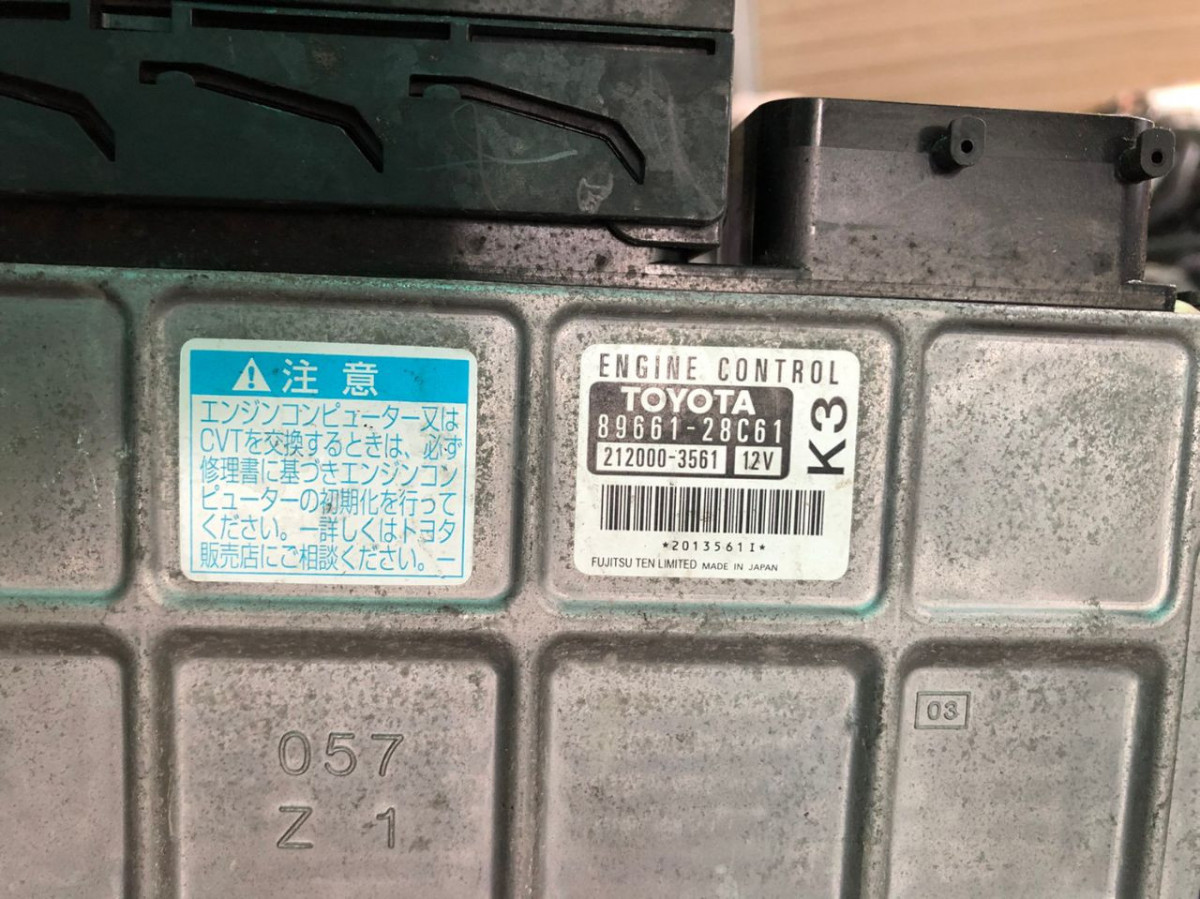 注意
エンジンコンピューター又は
CVTを交換するときは、必ず
修理書に基づきエンジンコン
ピューターの初期化を行って
ください。ー詳しくはトヨタ
販売店にご相談ください。ー
ENGINE CONTROL
TOYOTA
89661-28C61
212000-3561 12V
K3
*2013561I*
FUJITSU TEN LIMITED MADE IN JAPAN
03
057
Z 1